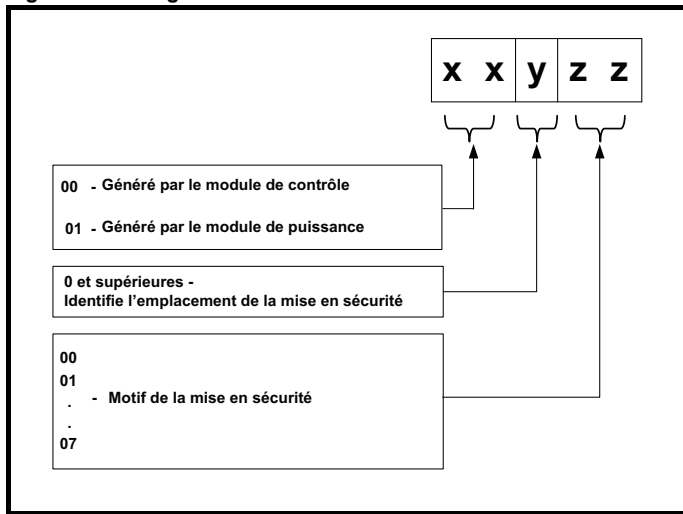 x x y z z
00 - Généré par le module de contrôle
01 - Généré par le module de puissance
0 et supérieures -
Identifie l'emplacement de la mise en sécurité
00
01
.
- Motif de la mise en sécurité
.
07